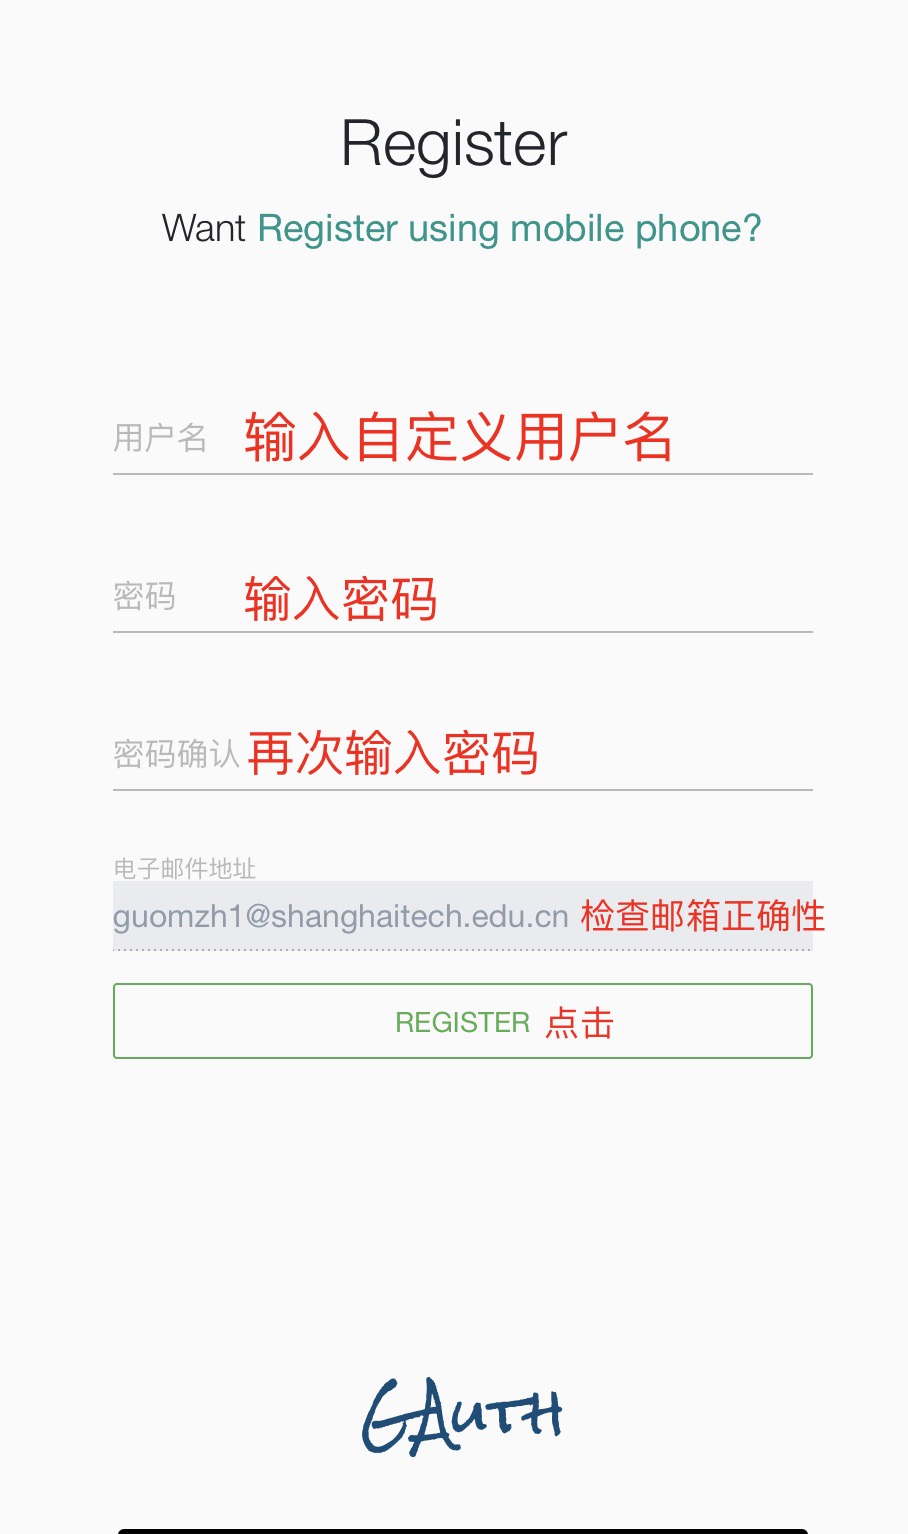 Register
Want Register using mobile phone?
用户名 输入自定义用户名
密码 输入密码
密码确认 再次输入密码
电子邮件地址
guomzh1@shanghaitech.edu.cn 检查邮箱正确性
REGISTER 点击
GAUTH